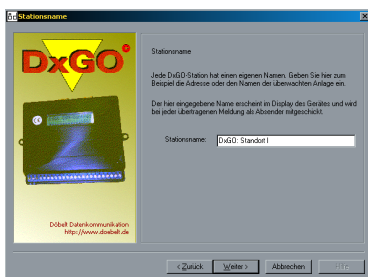 Stationsname
DxGO°
Stationsname
Jede DxGO-Station hat einen eigenen Namen. Geben Sie hier zum
Beispiel die Adresse oder den Namen der überwachten Anlage ein.
Der hier eingegebene Name erscheint im Display des Gerätes und wird
bei jeder übertragenen Meldung als Absender mitgeschickt.
Stationsname: DxGO: Standort I
Döbelt Datenkommunikation
http://www.doebelt.de
< Zurück Weiter > Abbrechen Hilfe